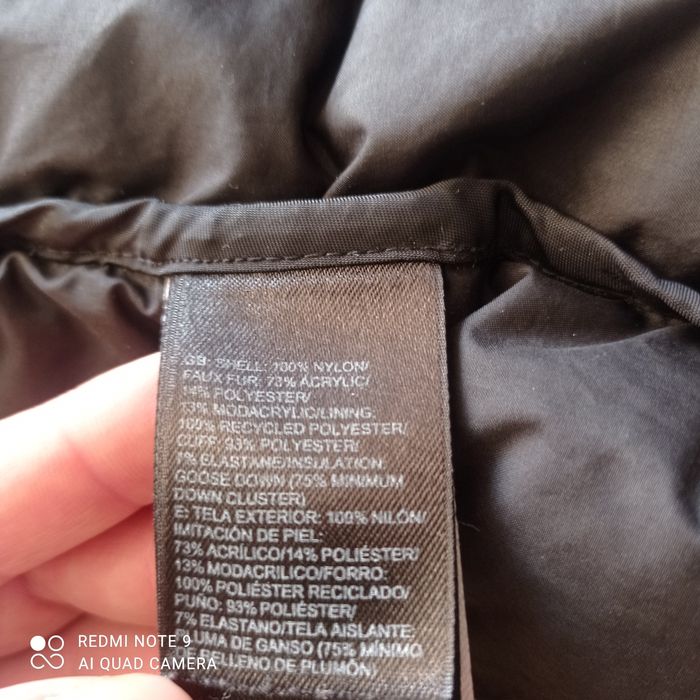 GB: SHELL: 100% NYLON/
FAUX FUR: 73% ACRYLIC/
14% POLYESTER/
13% MODACRYLIC/LINING:
100% RECYCLED POLYESTER/
CUFF: 93% POLYESTER/
7% ELASTANE/INSULATION
GOOSE DOWN (75% MINIMUM
DOWN CLUSTER)
E: TELA EXTERIOR: 100% NILÓN/
IMITACIÓN DE PIEL:
73% ACRÍLICO/14% POLIÉSTER/
13% MODACRILICO/FORRO:
100% POLIÉSTER RECICLADO/
PUÑO: 93% POLIÉSTER/
7% ELASTANO/TELA AISLANTE:
PLUMA DE GANSO (75% MÍNIMO
DE RELLENO DE PLUMÓN)
REDMI NOTE 9
AI QUAD CAMERA